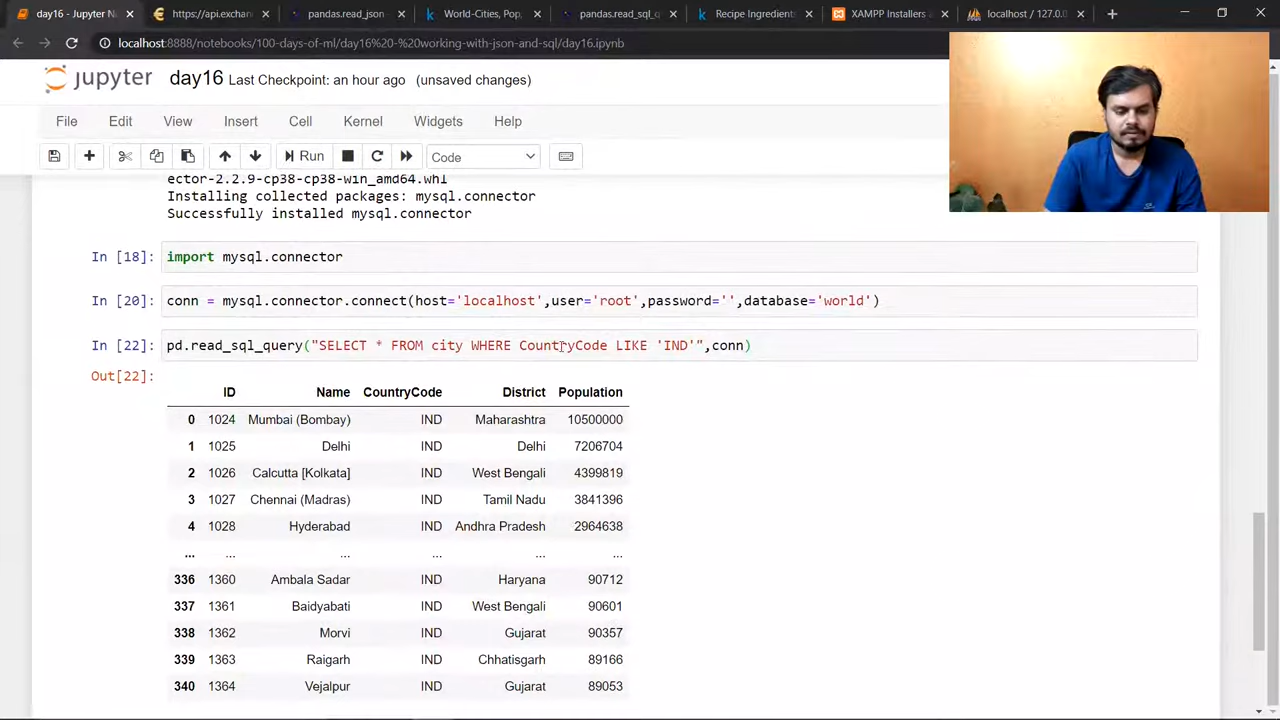 day16 - Jupyter N
https://api.exchan
pandas.read_json
World-Cities, Pop,
pandas.read_sql_q
Recipe Ingredients
XAMPP Installers a
localhost / 127.0.
localhost:8888/notebooks/100-days-of-ml/day16%20-%20working-with-json-and-sql/day16.ipynb
jupyter day16 Last Checkpoint: an hour ago (unsaved changes)
File Edit View Insert Cell Kernel Widgets Help
Run Code
ector-2.2.9-cp38-cp38-win_amd64.whl
Installing collected packages: mysql.connector
Successfully installed mysql.connector
In [18]: import mysql.connector
In [20]: conn = mysql.connector.connect(host='localhost',user='root',password='',database='world')
In [22]: pd.read_sql_query("SELECT * FROM city WHERE CountryCode LIKE 'IND'",conn)
Out[22]:
ID Name CountryCode District Population
0 1024 Mumbai (Bombay) IND Maharashtra 10500000
1 1025 Delhi IND Delhi 7206704
2 1026 Calcutta [Kolkata] IND West Bengali 4399819
3 1027 Chennai (Madras) IND Tamil Nadu 3841396
4 1028 Hyderabad IND Andhra Pradesh 2964638
... ... ... ... ... ...
336 1360 Ambala Sadar IND Haryana 90712
337 1361 Baidyabati IND West Bengali 90601
338 1362 Morvi IND Gujarat 90357
339 1363 Raigarh IND Chhatisgarh 89166
340 1364 Vejalpur IND Gujarat 89053